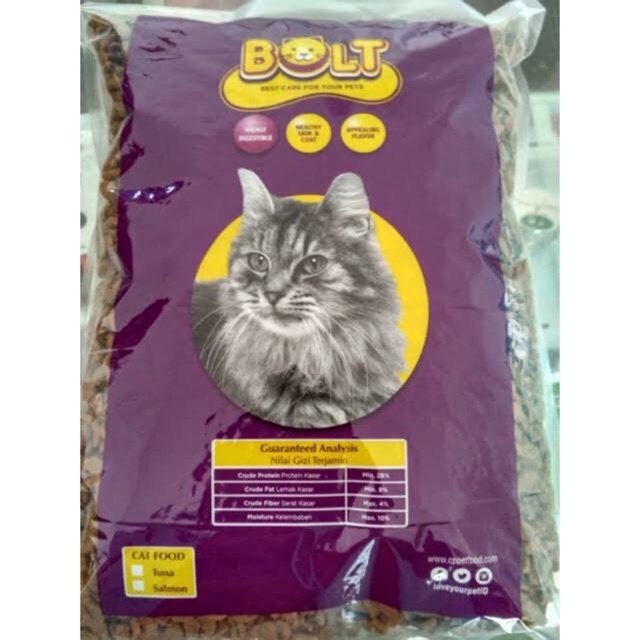 BOLT
BEST CARE FOR YOUR PETS
HIGHLY DIGESTIBLE
HEALTHY SKIN & COAT
APPEALING FLAVOR
Guaranteed Analysis
Nilai Gizi Terjamin
Crude Protein Protein Kasar Min. 28%
Crude Fat Lemak Kasar Min. 9%
Crude Fiber Serat Kasar Max. 4%
Moisture Kelembaban Max. 10%
CAT FOOD
Tuna
Salmon
www.cppetfood.com
iloveyourpetID